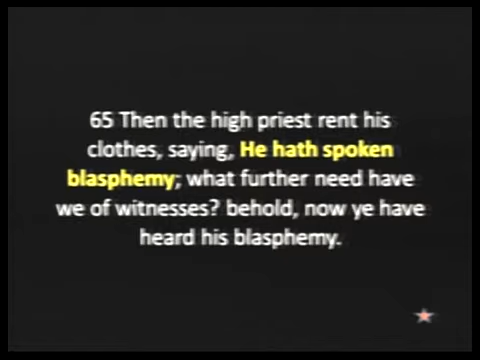 65 Then the high priest rent his
clothes, saying, He hath spoken
blasphemy; what further need have
we of witnesses? behold, now ye have
heard his blasphemy.